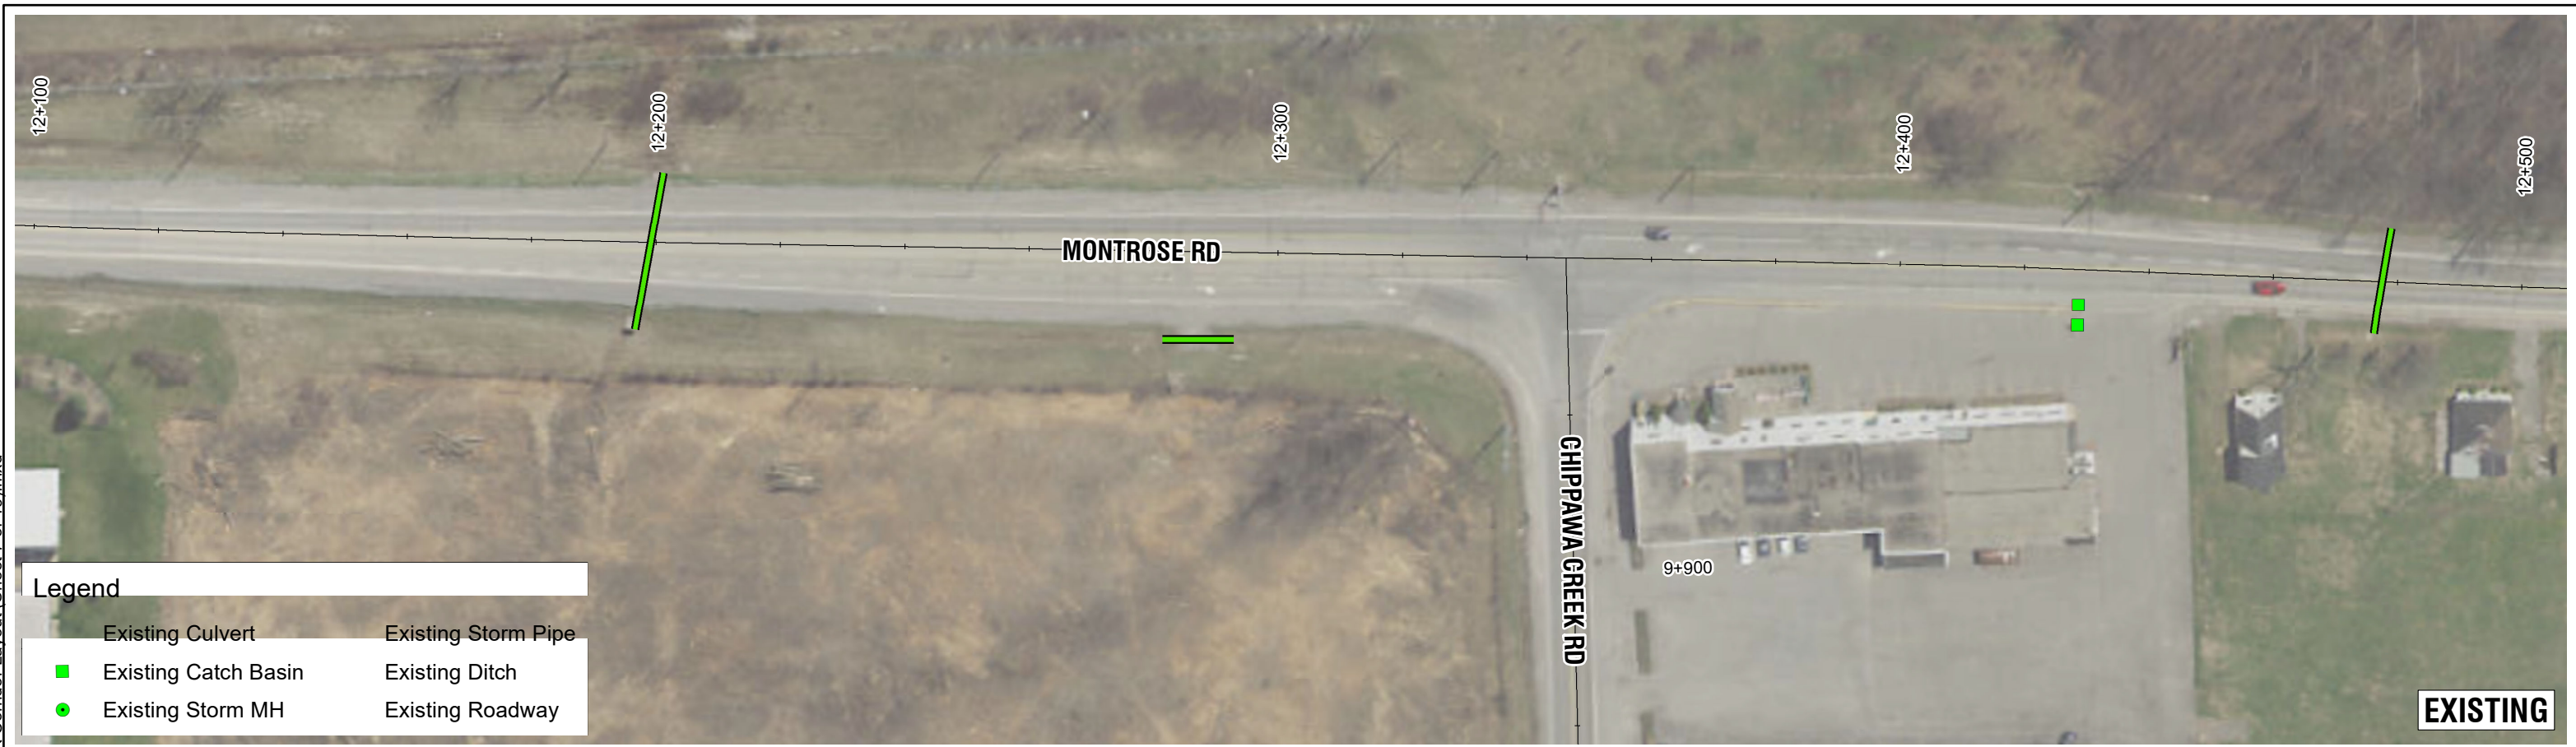 12+100
12+200
12+300
12+400
12+500
MONTROSE RD
CHIPPAWA CREEK RD
9+900
Legend
Existing Culvert
Existing Storm Pipe
Existing Catch Basin
Existing Ditch
Existing Storm MH
Existing Roadway
EXISTING